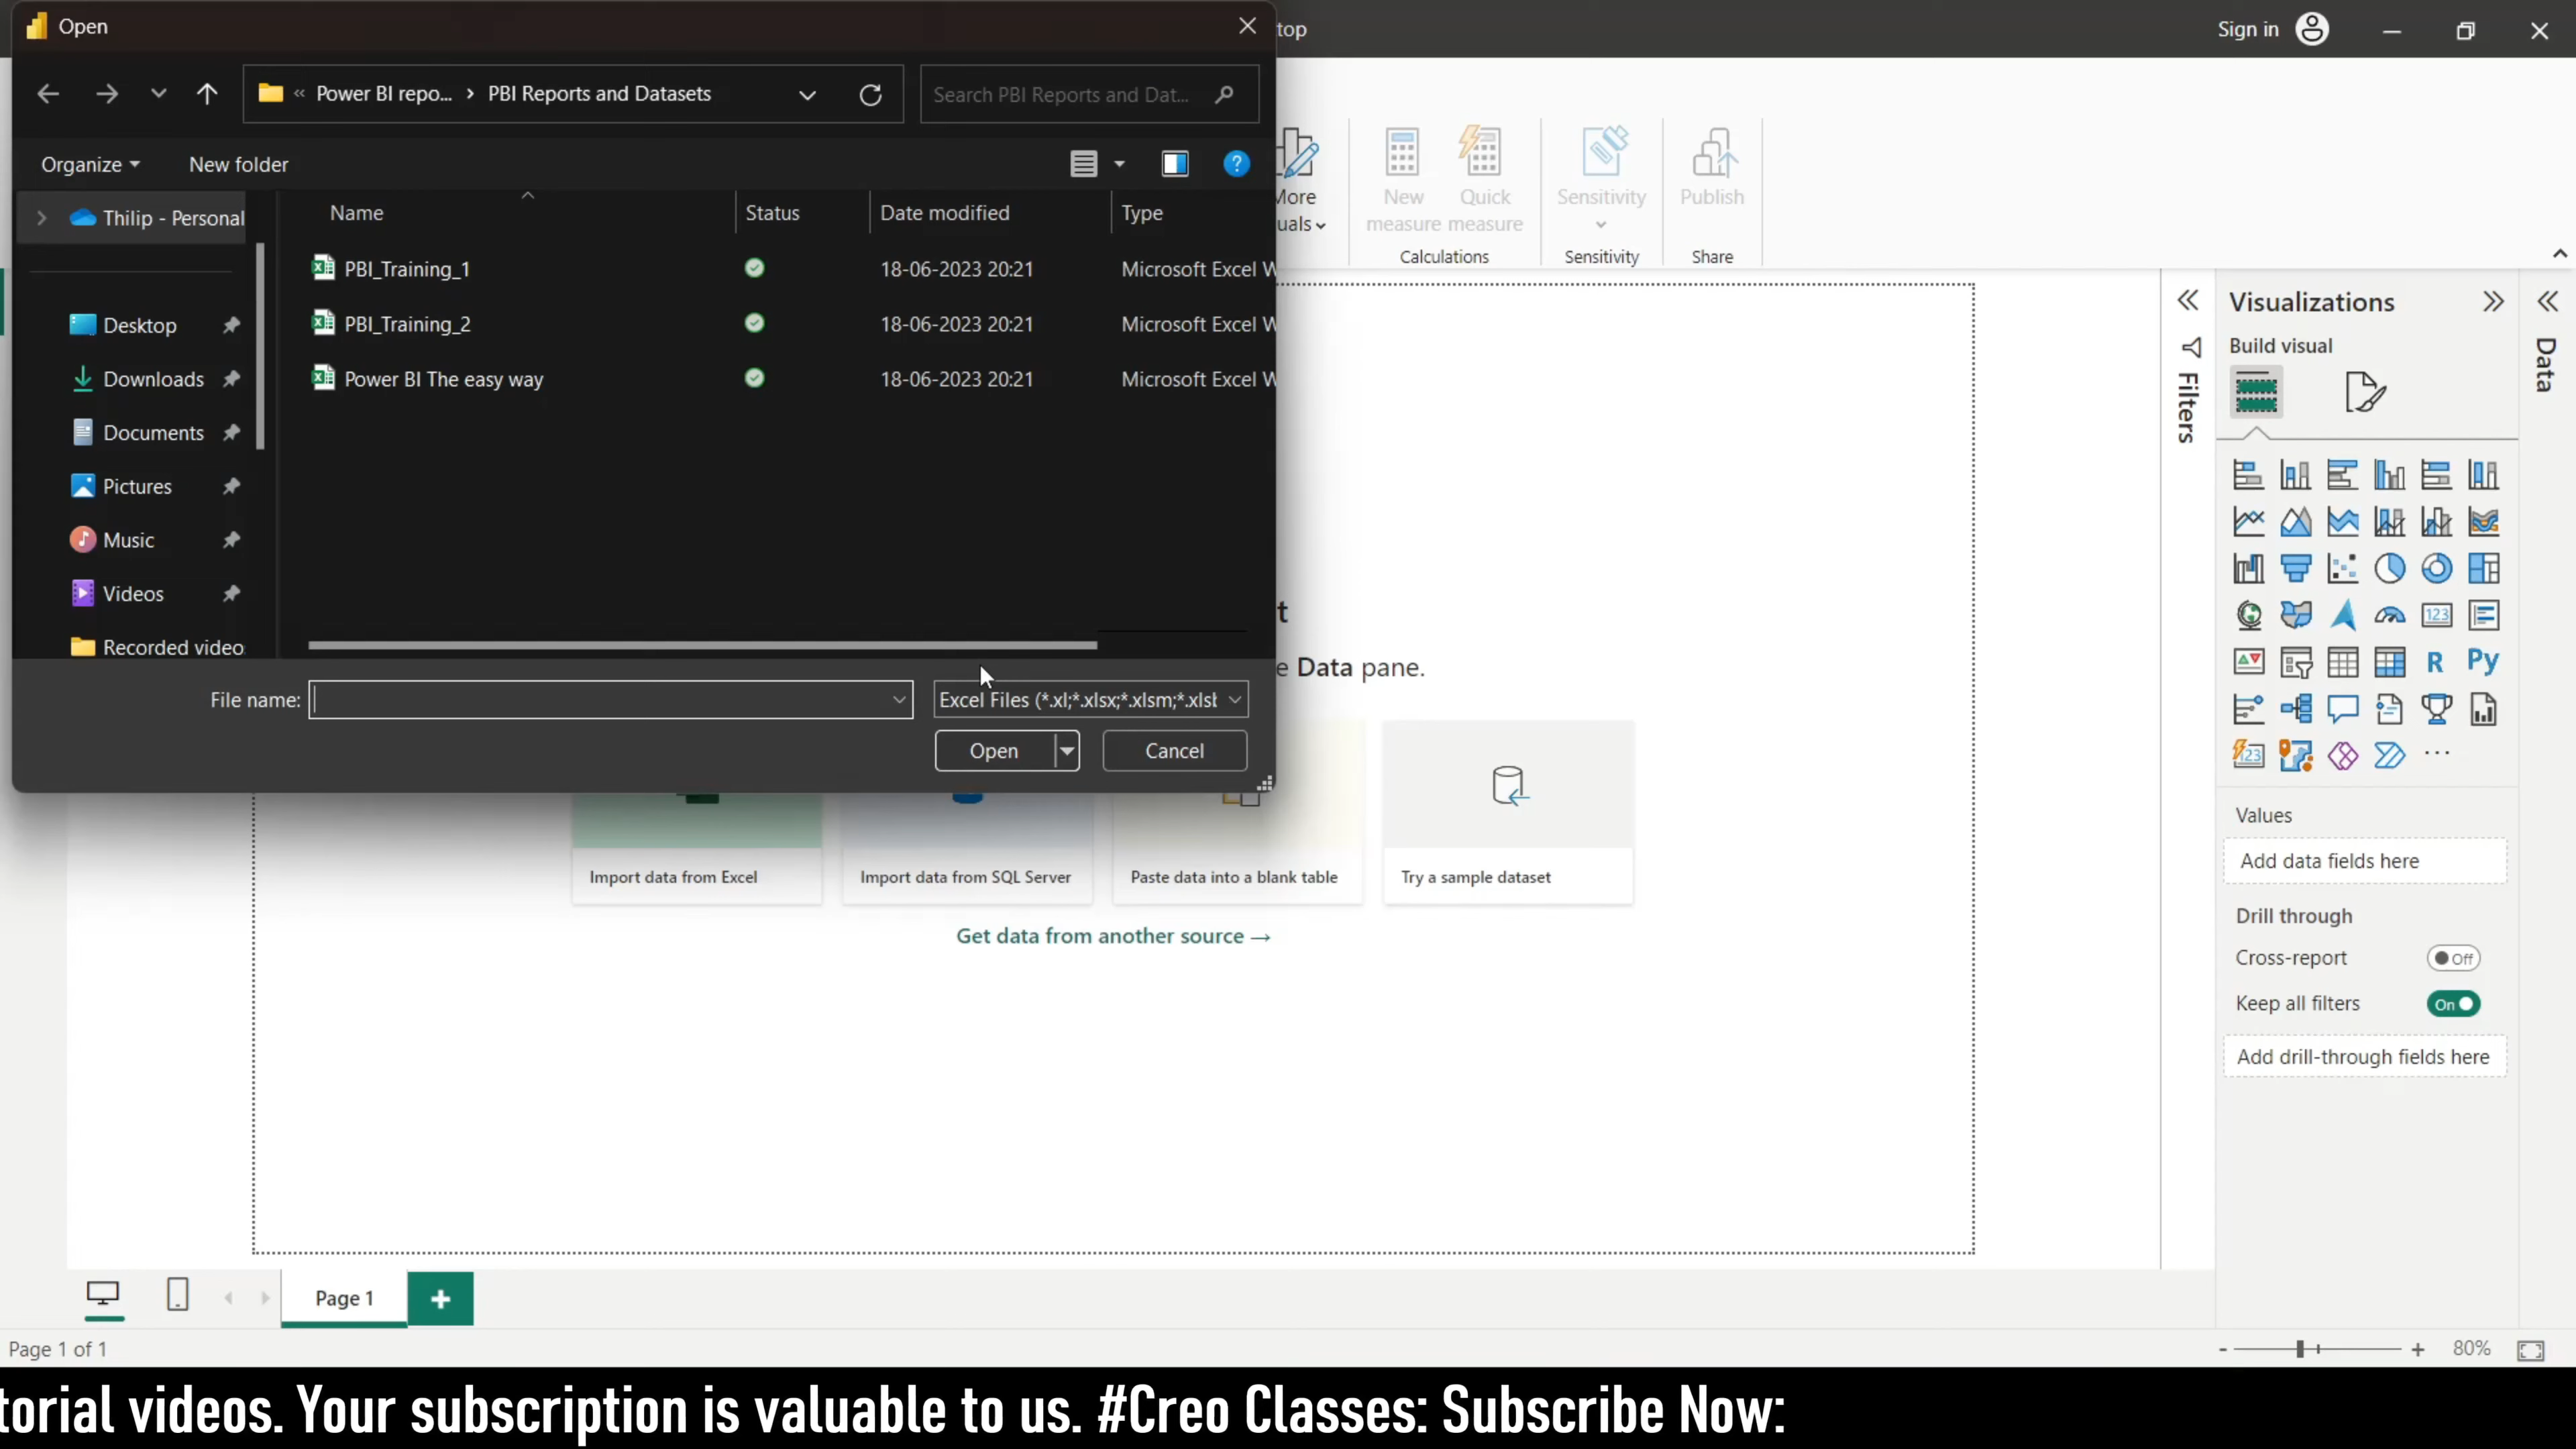 Open
top
Sign in
Power BI repo... PBI Reports and Datasets
Search PBI Reports and Dat...
Organize
New folder
Name
Status
Date modified
Type
Thilip - Personal
PBI_Training_1
18-06-2023 20:21
Microsoft Excel W
PBI_Training_2
18-06-2023 20:21
Microsoft Excel W
Power BI The easy way
18-06-2023 20:21
Microsoft Excel W
Desktop
Downloads
Documents
Pictures
Music
Videos
Recorded video
File name:
Excel Files (*.xl;*.xlsx;*.xlsm;*.xlsb
Open
Cancel
More
uals
New
measure
Quick
measure
Calculations
Sensitivity
Sensitivity
Publish
Share
Filters
Visualizations
Build visual
Data
R
Py
123
123
Values
Add data fields here
Drill through
Cross-report
Off
Keep all filters
On
Add drill-through fields here
t
e Data pane.
Import data from Excel
Import data from SQL Server
Paste data into a blank table
Try a sample dataset
Get data from another source →
Page 1
Page 1 of 1
- + 80%
torial videos. Your subscription is valuable to us. #Creo Classes: Subscribe Now: